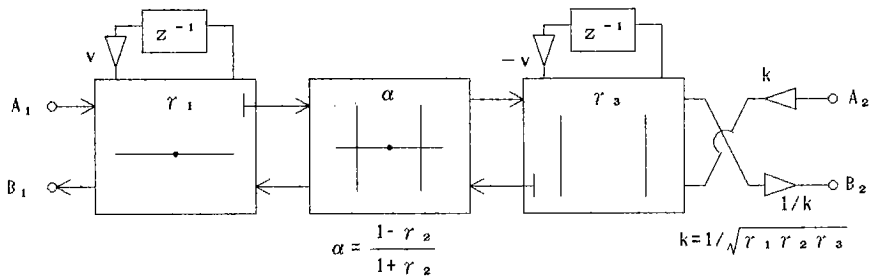 z⁻¹
z⁻¹
v
-v
k
A₁
γ₁
α
γ₃
A₂
B₁
B₂
1/k
α = (1-γ₂)/(1+γ₂)
k=1/√(γ₁ γ₂ γ₃)